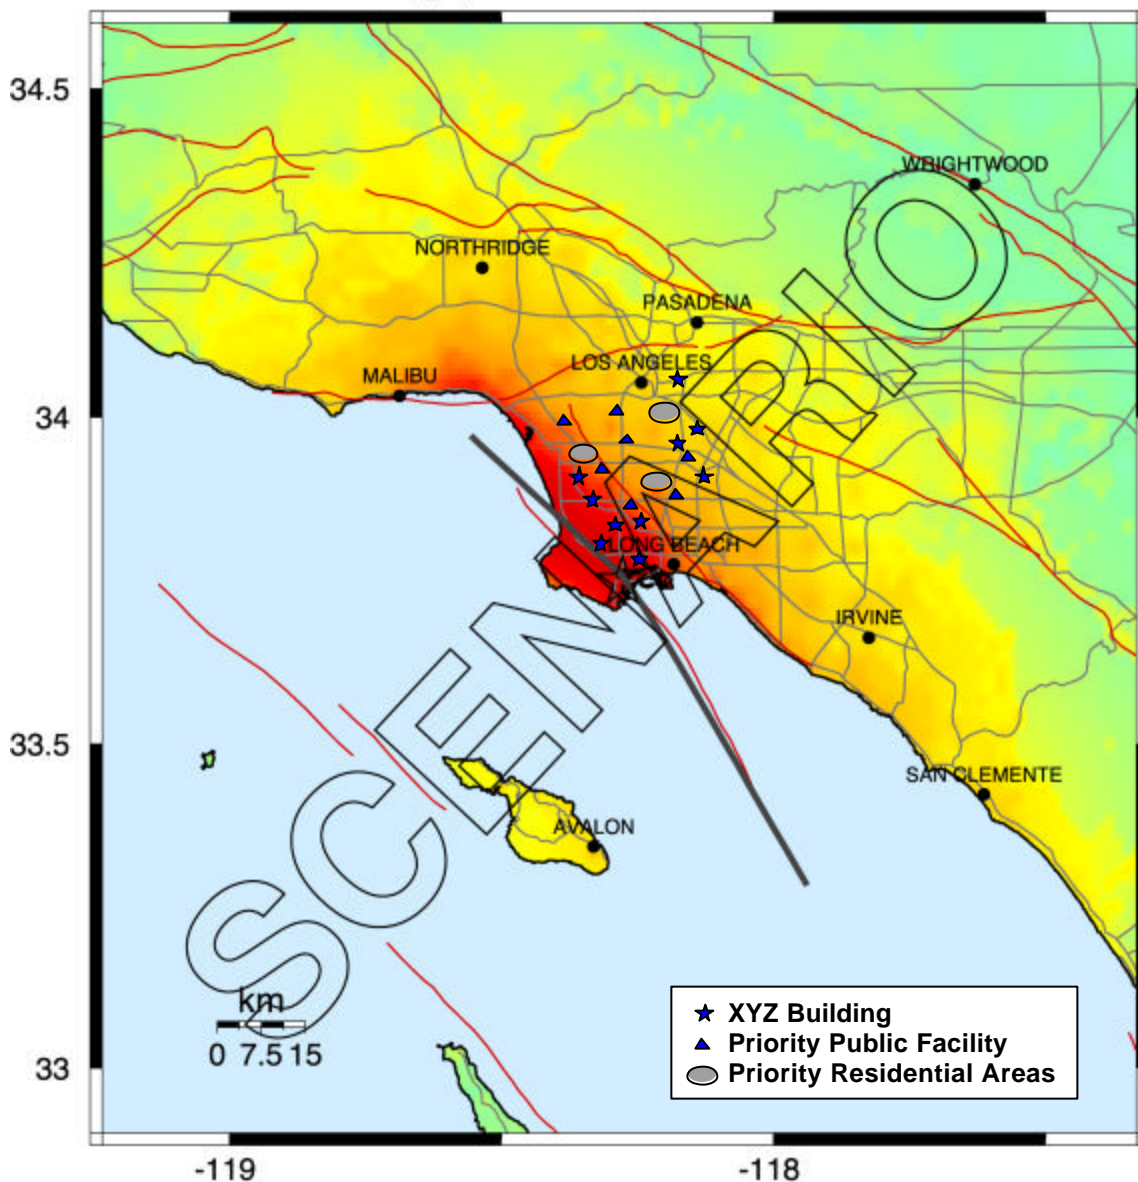 34.5
WRIGHTWOOD
NORTHRIDGE
PASADENA
LOS ANGELES
MALIBU
34
LONG BEACH
IRVINE
33.5
SAN CLEMENTE
AVALON
SCENARIO
km
0 7.5 15
33
XYZ Building
Priority Public Facility
Priority Residential Areas
-119
-118